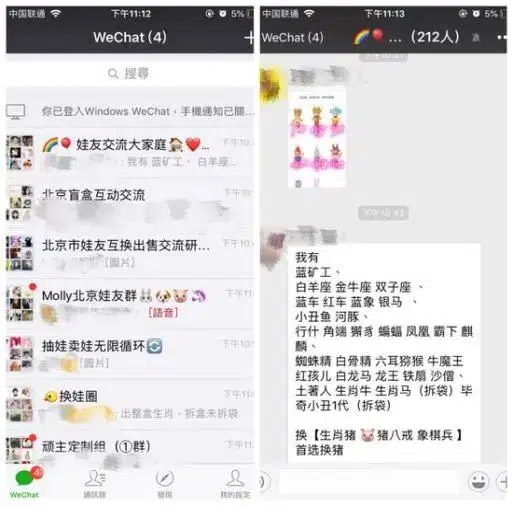 中国联通
下午11:12
5%
WeChat (4)
搜尋
你已登入Windows WeChat，手機通知已關...
娃友交流大家庭
下午10:
我有 蓝矿工、 白羊座
北京盲盒互动交流
北京市娃友互换出售交流研...
[圖片]
Molly北京娃友群
下午10:
[語音]
抽娃卖娃无限循环
下午10:
[圖片]
换娃圈
下午10:
出整盒生肖，拆盒未拆袋
顽主定制组（①群）
WeChat
通訊錄
發現
我的設定
中国联通
下午11:13
5%
WeChat (4)
...（212人）
下午10:42
我有
蓝矿工、
白羊座 金牛座 双子座 、
蓝车 红车 蓝象 银马 、
小丑鱼 河豚、
行什 角端 獬豸 蝙蝠 凤凰 霸下 麒
麟、
蜘蛛精 白骨精 六耳猕猴 牛魔王
红孩儿 白龙马 龙王 铁扇 沙僧、
土著人 生肖牛 生肖马（拆袋）毕
奇小丑1代（拆袋）
换【生肖猪 猪八戒 象棋兵 】
首选换猪